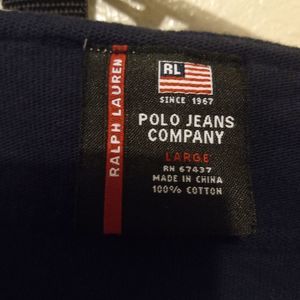 RALPH LAUREN
RL
SINCE 1967
POLO JEANS
COMPANY
LARGE
RN 67437
MADE IN CHINA
100% COTTON